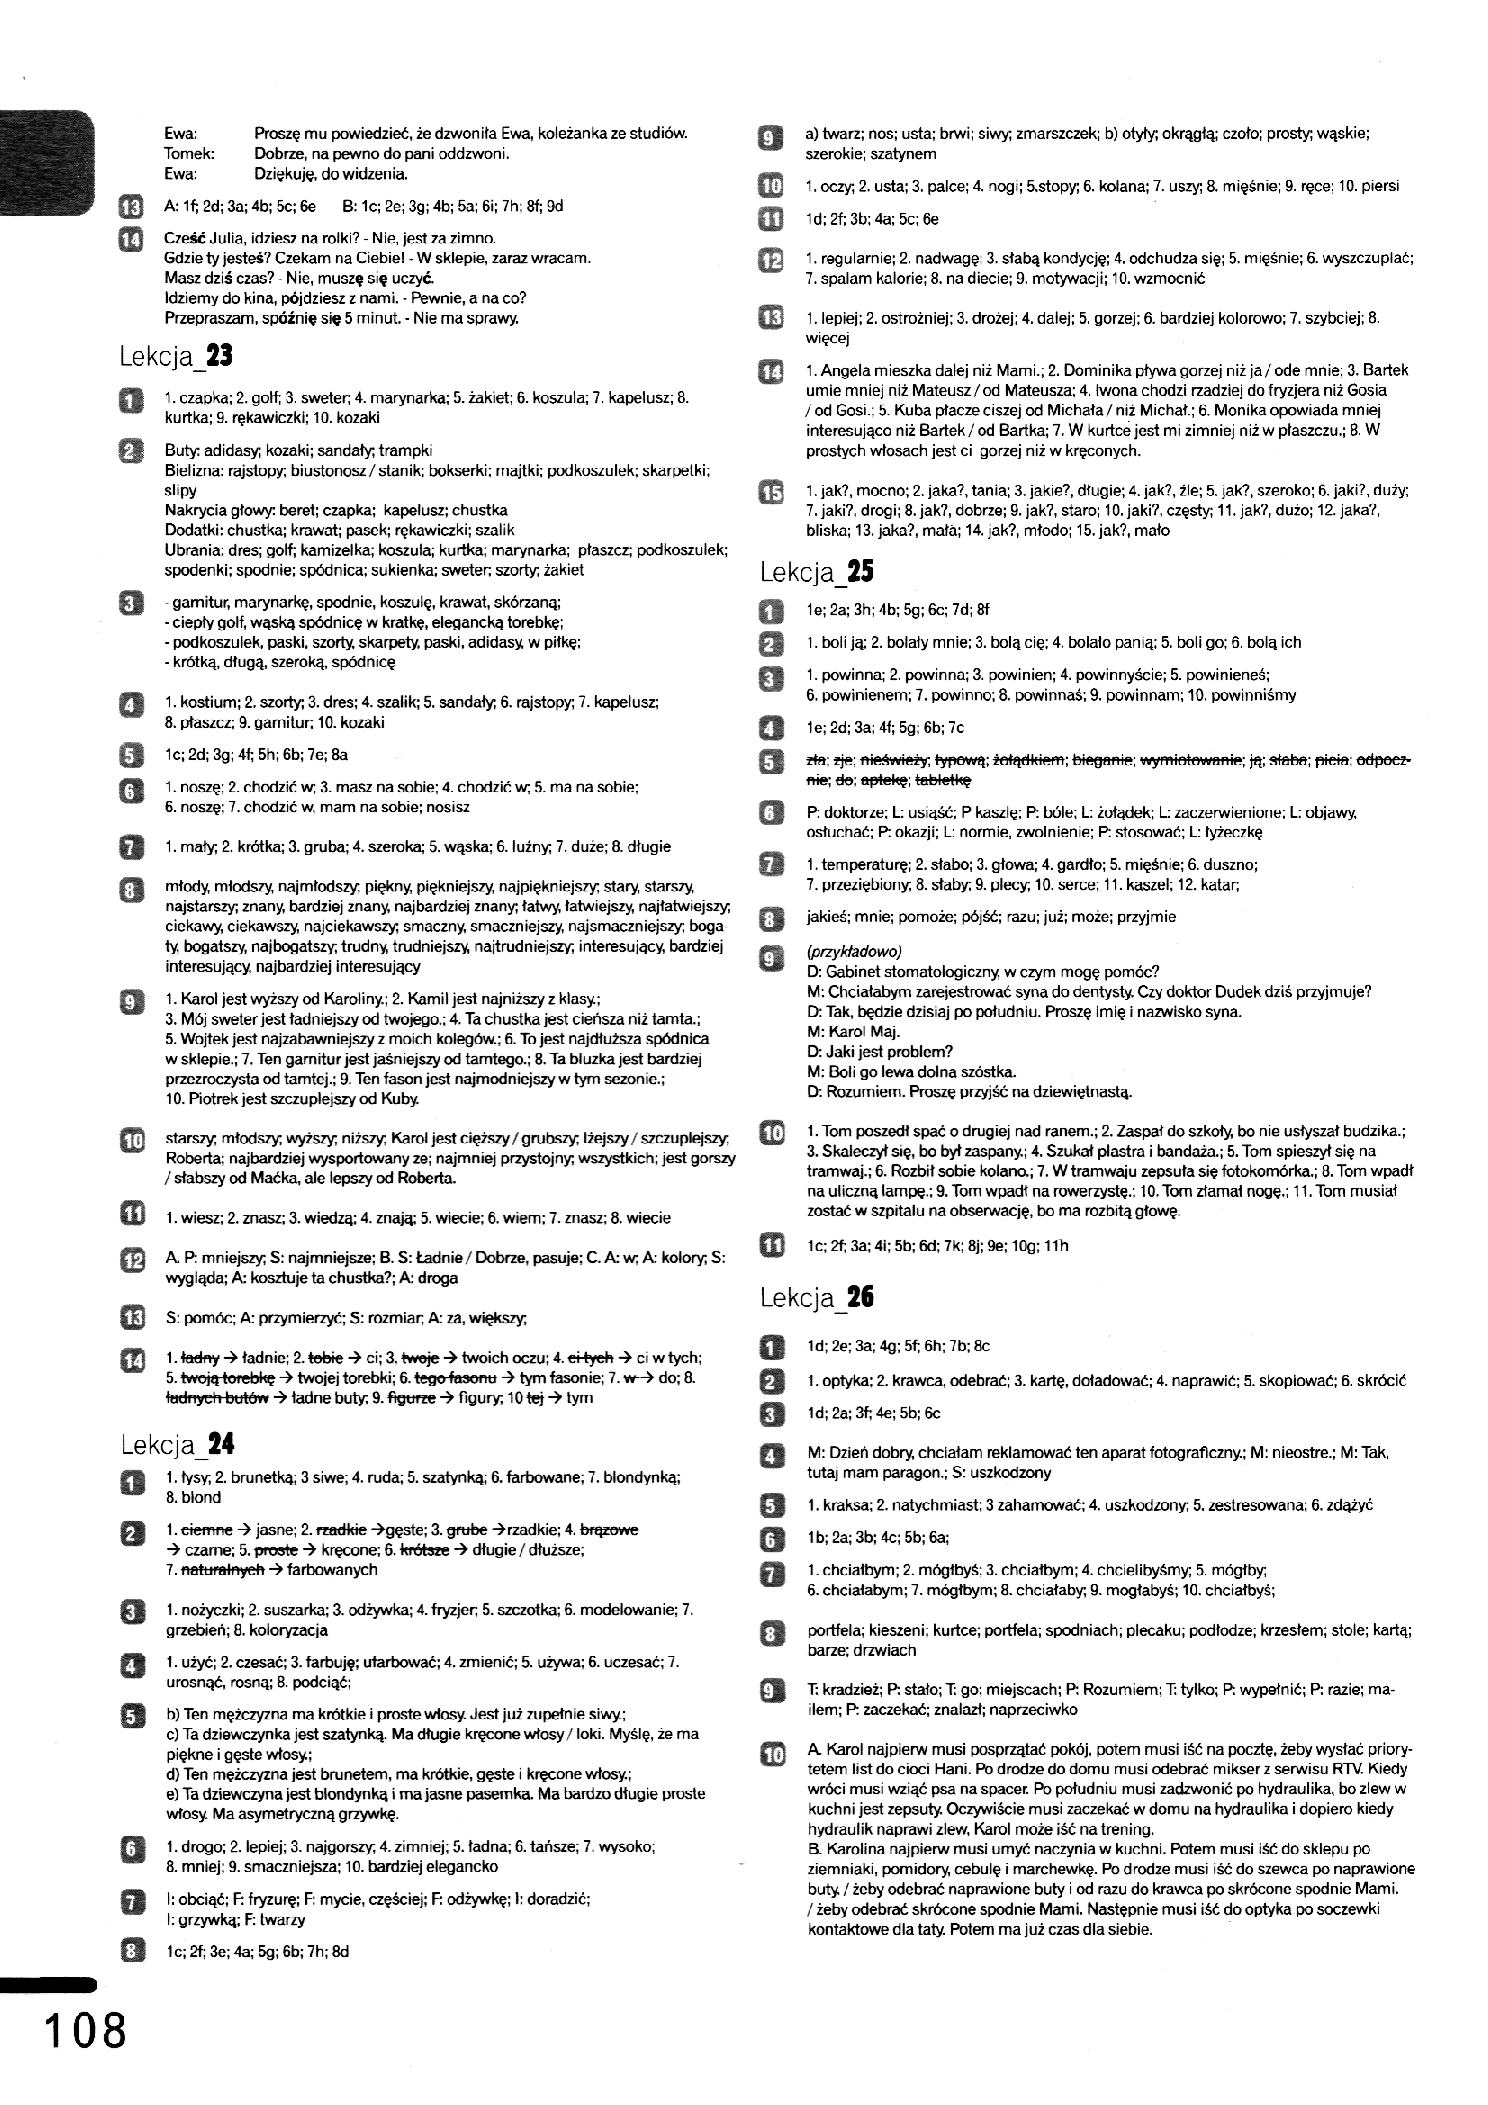 Ewa: Proszę mu powiedzieć, że dzwoniła Ewa, koleżanka ze studiów.
Tomek: Dobrze, na pewno do pani oddzwoni.
Ewa: Dziękuję, do widzenia.
13 A: 1f; 2d; 3a; 4b; 5c; 6e B: 1c; 2e; 3g; 4b; 5a; 6i; 7h; 8f; 9d
14 Cześć Julia, idziesz na rolki? - Nie, jest za zimno.
Gdzie ty jesteś? Czekam na Ciebie! - W sklepie, zaraz wracam.
Masz dziś czas? - Nie, muszę się uczyć.
Idziemy do kina, pójdziesz z nami. - Pewnie, a na co?
Przepraszam, spóźnię się 5 minut. - Nie ma sprawy.
Lekcja_23
1 1. czapka; 2. golf; 3. sweter; 4. marynarka; 5. żakiet; 6. koszula; 7. kapelusz; 8.
kurtka; 9. rękawiczki; 10. kozaki
2 Buty: adidasy; kozaki; sandały; trampki
Bielizna: rajstopy; biustonosz / stanik; bokserki; majtki; podkoszulek; skarpetki;
slipy
Nakrycia głowy: beret; czapka; kapelusz; chustka
Dodatki: chustka; krawat; pasek; rękawiczki; szalik
Ubrania: dres; golf; kamizelka; koszula; kurtka; marynarka; płaszcz; podkoszulek;
spodenki; spodnie; spódnica; sukienka; sweter; szorty; żakiet
3 - garnitur, marynarkę, spodnie, koszulę, krawat, skórzaną;
- ciepły golf, wąską spódnicę w kratkę, elegancką torebkę;
- podkoszulek, paski, szorty, skarpety, paski, adidasy, w piłkę;
- krótką, długą, szeroką, spódnicę
4 1. kostium; 2. szorty; 3. dres; 4. szalik; 5. sandały; 6. rajstopy; 7. kapelusz;
8. płaszcz; 9. garnitur; 10. kozaki
5 1c; 2d; 3g; 4f; 5h; 6b; 7e; 8a
6 1. noszę; 2. chodzić w; 3. masz na sobie; 4. chodzić w; 5. ma na sobie;
6. noszę; 7. chodzić w, mam na sobie; nosisz
7 1. mały; 2. krótka; 3. gruba; 4. szeroka; 5. wąska; 6. luźny; 7. duże; 8. długie
8 młody, młodszy, najmłodszy; piękny, piękniejszy, najpiękniejszy; stary, starszy,
najstarszy; znany, bardziej znany, najbardziej znany; łatwy, łatwiejszy, najłatwiejszy;
ciekawy, ciekawszy, najciekawszy; smaczny, smaczniejszy, najsmaczniejszy; boga
ty, bogatszy, najbogatszy; trudny, trudniejszy, najtrudniejszy; interesujący, bardziej
interesujący, najbardziej interesujący
9 1. Karol jest wyższy od Karoliny.; 2. Kamil jest najniższy z klasy.;
3. Mój sweter jest ładniejszy od twojego.; 4. Ta chustka jest cieńsza niż tamta.;
5. Wojtek jest najzabawniejszy z moich kolegów.; 6. To jest najdłuższa spódnica
w sklepie.; 7. Ten garnitur jest jaśniejszy od tamtego.; 8. Ta bluzka jest bardziej
przezroczysta od tamtej.; 9. Ten fason jest najmodniejszy w tym sezonie.;
10. Piotrek jest szczuplejszy od Kuby.
10 starszy; młodszy; wyższy; niższy; Karol jest cięższy / grubszy; lżejszy / szczuplejszy;
Roberta; najbardziej wysportowany ze; najmniej przystojny; wszystkich; jest gorszy
/ słabszy od Maćka, ale lepszy od Roberta.
11 1. wiesz; 2. znasz; 3. wiedzą; 4. znają; 5. wiecie; 6. wiem; 7. znasz; 8. wiecie
12 A. P: mniejszy; S: najmniejsze; B. S: Ładnie / Dobrze, pasuje; C. A: w; A: kolory; S:
wygląda; A: kosztuje ta chustka?; A: droga
13 S: pomóc; A: przymierzyć; S: rozmiar; A: za, większy;
14 1. ładny → ładnie; 2. tobie → ci; 3. twoje → twoich oczu; 4. ci tych → ci w tych;
5. twoją torebkę → twojej torebki; 6. tego fasonu → tym fasonie; 7. w → do; 8.
ładnych butów → ładne buty; 9. figurze → figury; 10 tej → tym
Lekcja_24
1 1. łysy; 2. brunetką; 3 siwe; 4. ruda; 5. szatynką; 6. farbowane; 7. blondynką;
8. blond
2 1. ciemne → jasne; 2. rzadkie →gęste; 3. grube →rzadkie; 4. brązowe
→ czarne; 5. proste → kręcone; 6. krótsze → długie / dłuższe;
7. naturalnych → farbowanych
3 1. nożyczki; 2. suszarka; 3. odżywka; 4. fryzjer; 5. szczotka; 6. modelowanie; 7.
grzebień; 8. koloryzacja
4 1. użyć; 2. czesać; 3. farbuję; ufarbować; 4. zmienić; 5. używa; 6. uczesać; 7.
urosnąć, rosną; 8. podciąć;
5 b) Ten mężczyzna ma krótkie i proste włosy. Jest już zupełnie siwy.;
c) Ta dziewczynka jest szatynką. Ma długie kręcone włosy / loki. Myślę, że ma
piękne i gęste włosy.;
d) Ten mężczyzna jest brunetem, ma krótkie, gęste i kręcone włosy.;
e) Ta dziewczyna jest blondynką i ma jasne pasemka. Ma bardzo długie proste
włosy. Ma asymetryczną grzywkę.
6 1. drogo; 2. lepiej; 3. najgorszy; 4. zimniej; 5. ładna; 6. tańsze; 7. wysoko;
8. mniej; 9. smaczniejsza; 10. bardziej elegancko
7 I: obciąć; F: fryzurę; F: mycie, częściej; F: odżywkę; I: doradzić;
I: grzywką; F: twarzy
8 1c; 2f; 3e; 4a; 5g; 6b; 7h; 8d
108
9 a) twarz; nos; usta; brwi; siwy; zmarszczek; b) otyły; okrągłą; czoło; prosty; wąskie;
szerokie; szatynem
10 1. oczy; 2. usta; 3. palce; 4. nogi; 5.stopy; 6. kolana; 7. uszy; 8. mięśnie; 9. ręce; 10. piersi
11 1d; 2f; 3b; 4a; 5c; 6e
12 1. regularnie; 2. nadwagę; 3. słabą kondycję; 4. odchudza się; 5. mięśnie; 6. wyszczuplać;
7. spalam kalorie; 8. na diecie; 9. motywacji; 10. wzmocnić
13 1. lepiej; 2. ostrożniej; 3. drożej; 4. dalej; 5. gorzej; 6. bardziej kolorowo; 7. szybciej; 8.
więcej
14 1. Angela mieszka dalej niż Mami.; 2. Dominika pływa gorzej niż ja / ode mnie; 3. Bartek
umie mniej niż Mateusz / od Mateusza; 4. Iwona chodzi rzadziej do fryzjera niż Gosia
/ od Gosi.; 5. Kuba płacze ciszej od Michała / niż Michał.; 6. Monika opowiada mniej
interesująco niż Bartek / od Bartka; 7. W kurtce jest mi zimniej niż w płaszczu.; 8. W
prostych włosach jest ci gorzej niż w kręconych.
15 1. jak?, mocno; 2. jaka?, tania; 3. jakie?, długie; 4. jak?, źle; 5. jak?, szeroko; 6. jaki?, duży;
7. jaki?, drogi; 8. jak?, dobrze; 9. jak?, staro; 10. jaki?, częsty; 11. jak?, dużo; 12. jaka?,
bliska; 13. jaka?, mała; 14. jak?, młodo; 15. jak?, mało
Lekcja_25
1 1e; 2a; 3h; 4b; 5g; 6c; 7d; 8f
2 1. boli ją; 2. bolały mnie; 3. bolą cię; 4. bolało panią; 5. boli go; 6. bolą ich
3 1. powinna; 2. powinna; 3. powinien; 4. powinnyście; 5. powinieneś;
6. powinienem; 7. powinno; 8. powinnaś; 9. powinnam; 10. powinniśmy
4 1e; 2d; 3a; 4f; 5g; 6b; 7c
5 zła; zje; nieświeży; typową; żołądkiem; bieganie; wymiotowanie; ją; słaba; picia; odpocz-
nie; do; aptekę; tabletkę
6 P: doktorze; L: usiąść; P kaszlę; P: bóle; L: żołądek; L: zaczerwienione; L: objawy,
osłuchać; P: okazji; L: normie, zwolnienie; P: stosować; L: łyżeczkę
7 1. temperaturę; 2. słabo; 3. głowa; 4. gardło; 5. mięśnie; 6. duszno;
7. przeziębiony; 8. słaby; 9. plecy; 10. serce; 11. kaszel; 12. katar;
8 jakieś; mnie; pomoże; pójść; razu; już; może; przyjmie
9 (przykładowo)
D: Gabinet stomatologiczny, w czym mogę pomóc?
M: Chciałabym zarejestrować syna do dentysty. Czy doktor Dudek dziś przyjmuje?
D: Tak, będzie dzisiaj po południu. Proszę imię i nazwisko syna.
M: Karol Maj.
D: Jaki jest problem?
M: Boli go lewa dolna szóstka.
D: Rozumiem. Proszę przyjść na dziewiętnastą.
10 1. Tom poszedł spać o drugiej nad ranem.; 2. Zaspał do szkoły, bo nie usłyszał budzika.;
3. Skaleczył się, bo był zaspany.; 4. Szukał plastra i bandaża.; 5. Tom spieszył się na
tramwaj.; 6. Rozbił sobie kolano.; 7. W tramwaju zepsuła się fotokomórka.; 8. Tom wpadł
na uliczną lampę.; 9. Tom wpadł na rowerzystę.; 10. Tom złamał nogę.; 11. Tom musiał
zostać w szpitalu na obserwację, bo ma rozbitą głowę.
11 1c; 2f; 3a; 4i; 5b; 6d; 7k; 8j; 9e; 10g; 11h
Lekcja_26
1 1d; 2e; 3a; 4g; 5f; 6h; 7b; 8c
2 1. optyka; 2. krawca, odebrać; 3. kartę, doładować; 4. naprawić; 5. skopiować; 6. skrócić
3 1d; 2a; 3f; 4e; 5b; 6c
4 M: Dzień dobry, chciałam reklamować ten aparat fotograficzny.; M: nieostre.; M: Tak,
tutaj mam paragon.; S: uszkodzony
5 1. kraksa; 2. natychmiast; 3 zahamować; 4. uszkodzony; 5. zestresowana; 6. zdążyć
6 1b; 2a; 3b; 4c; 5b; 6a;
7 1. chciałbym; 2. mógłbyś; 3. chciałbym; 4. chcielibyśmy; 5. mógłby;
6. chciałabym; 7. mógłbym; 8. chciałaby; 9. mogłabyś; 10. chciałbyś;
8 portfela; kieszeni; kurtce; portfela; spodniach; plecaku; podłodze; krzesłem; stole; kartą;
barze; drzwiach
9 T: kradzież; P: stało; T: go; miejscach; P: Rozumiem; T: tylko; P: wypełnić; P: razie; ma-
ilem; P: zaczekać; znalazł; naprzeciwko
10 A. Karol najpierw musi posprzątać pokój, potem musi iść na pocztę, żeby wysłać priory-
tetem list do cioci Hani. Po drodze do domu musi odebrać mikser z serwisu RTV. Kiedy
wróci musi wziąć psa na spacer. Po południu musi zadzwonić po hydraulika, bo zlew w
kuchni jest zepsuty. Oczywiście musi zaczekać w domu na hydraulika i dopiero kiedy
hydraulik naprawi zlew, Karol może iść na trening.
B. Karolina najpierw musi umyć naczynia w kuchni. Potem musi iść do sklepu po
ziemniaki, pomidory, cebulę i marchewkę. Po drodze musi iść do szewca po naprawione
buty. / żeby odebrać naprawione buty i od razu do krawca po skrócone spodnie Mami.
/ żeby odebrać skrócone spodnie Mami. Następnie musi iść do optyka po soczewki
kontaktowe dla taty. Potem ma już czas dla siebie.